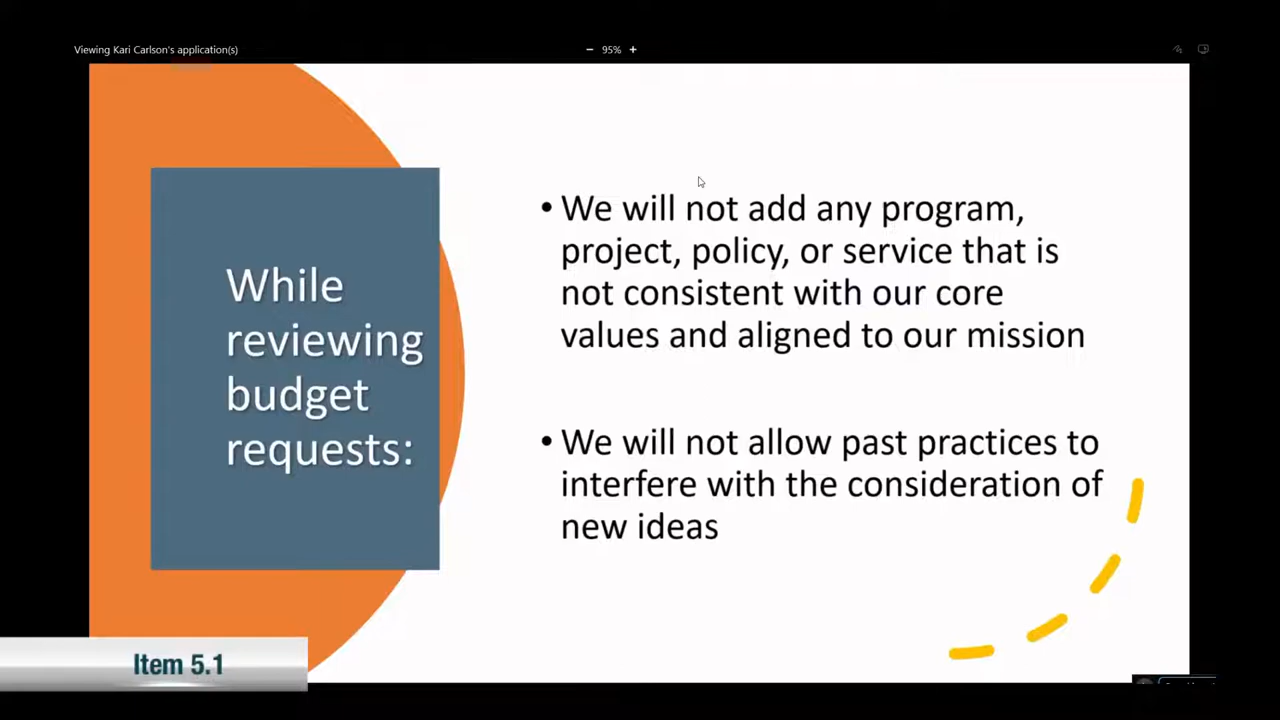 Viewing Kari Carlson's application(s)
95%
While
reviewing
budget
requests:
• We will not add any program,
project, policy, or service that is
not consistent with our core
values and aligned to our mission
• We will not allow past practices to
interfere with the consideration of
new ideas
Item 5.1